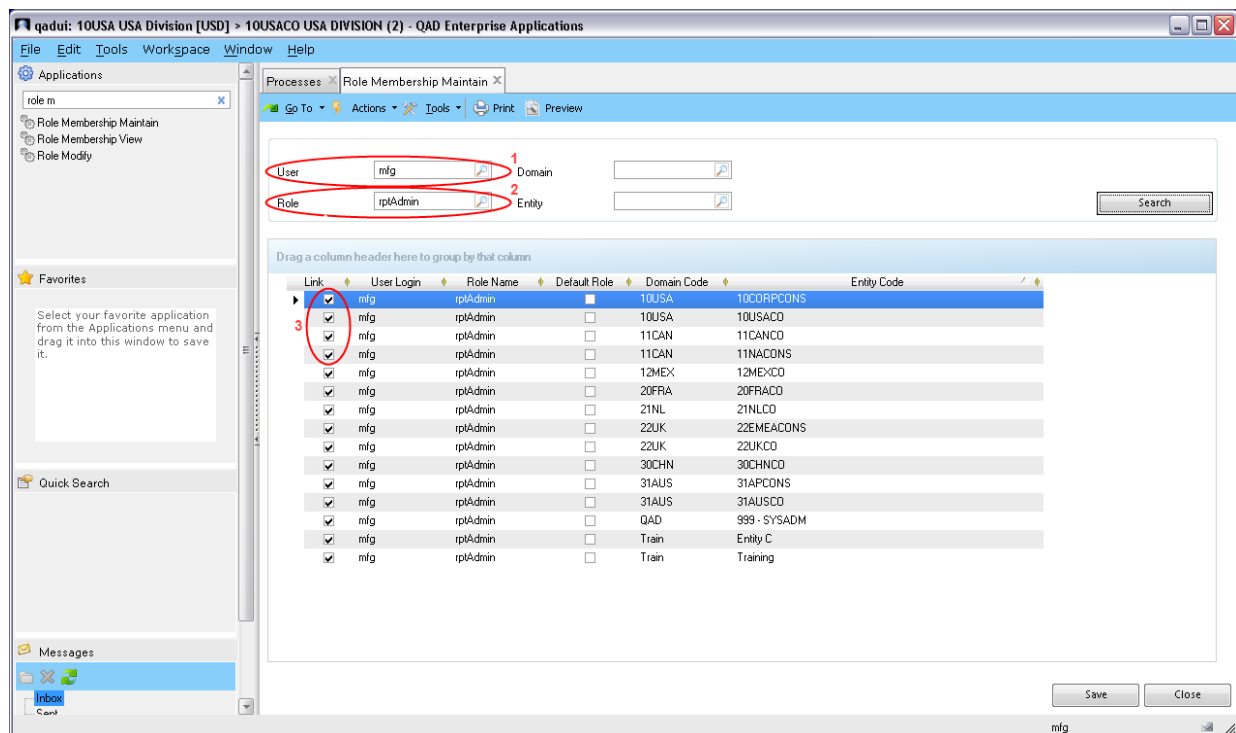 qadui: 10USA USA Division [USD] > 10USACO USA DIVISION (2) - QAD Enterprise Applications
File Edit Tools Workspace Window Help
Applications
role m
Role Membership Maintain
Role Membership View
Role Modify
Favorites
Select your favorite application
from the Applications menu and
drag it into this window to save
it.
Quick Search
Messages
Inbox
Sent
Processes Role Membership Maintain
Go To Actions Tools Print Preview
User mfg 1 Domain
Role rptAdmin 2 Entity
Search
Drag a column header here to group by that column
Link User Login Role Name Default Role Domain Code Entity Code
mfg rptAdmin 10USA 10CORPCONS
3 mfg rptAdmin 10USA 10USACO
mfg rptAdmin 11CAN 11CANCO
mfg rptAdmin 11CAN 11NACONS
mfg rptAdmin 12MEX 12MEXCO
mfg rptAdmin 20FRA 20FRACO
mfg rptAdmin 21NL 21NLCO
mfg rptAdmin 22UK 22EMEACONS
mfg rptAdmin 22UK 22UKCO
mfg rptAdmin 30CHN 30CHNCO
mfg rptAdmin 31AUS 31APCONS
mfg rptAdmin 31AUS 31AUSCO
mfg rptAdmin QAD 999 - SYSADM
mfg rptAdmin Train Entity C
mfg rptAdmin Train Training
Save Close
mfg